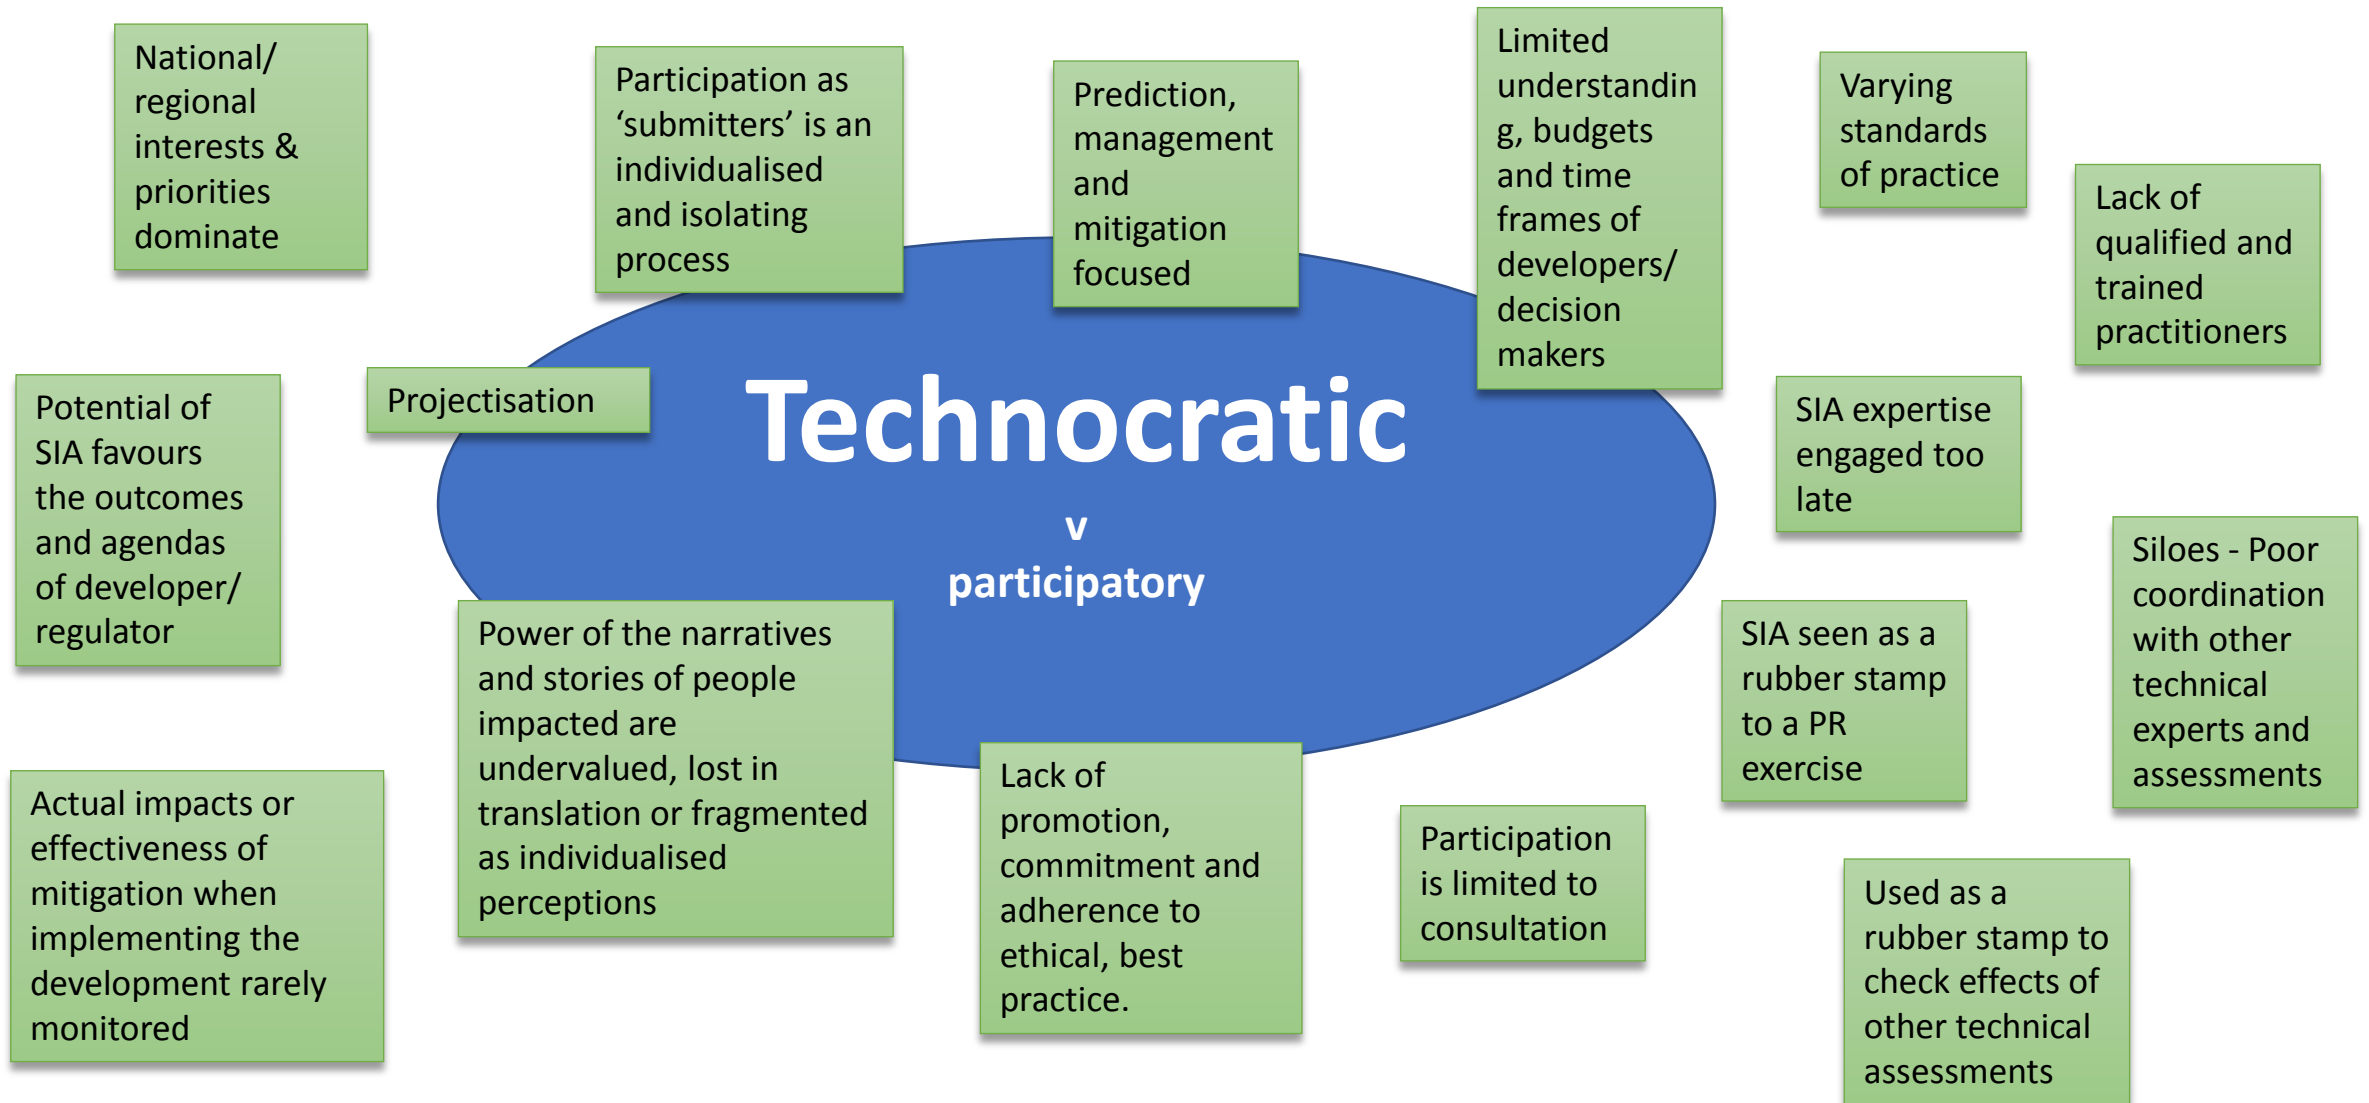 National/
regional
interests &
priorities
dominate
Participation as
‘submitters’ is an
individualised
and isolating
process
Prediction,
management
and
mitigation
focused
Limited
understandin
g, budgets
and time
frames of
developers/
decision
makers
Varying
standards
of practice
Lack of
qualified and
trained
practitioners
Potential of
SIA favours
the outcomes
and agendas
of developer/
regulator
Projectisation
Technocratic
v
participatory
SIA expertise
engaged too
late
Siloes - Poor
coordination
with other
technical
experts and
assessments
Power of the narratives
and stories of people
impacted are
undervalued, lost in
translation or fragmented
as individualised
perceptions
SIA seen as a
rubber stamp
to a PR
exercise
Actual impacts or
effectiveness of
mitigation when
implementing the
development rarely
monitored
Lack of
promotion,
commitment and
adherence to
ethical, best
practice.
Participation
is limited to
consultation
Used as a
rubber stamp to
check effects of
other technical
assessments